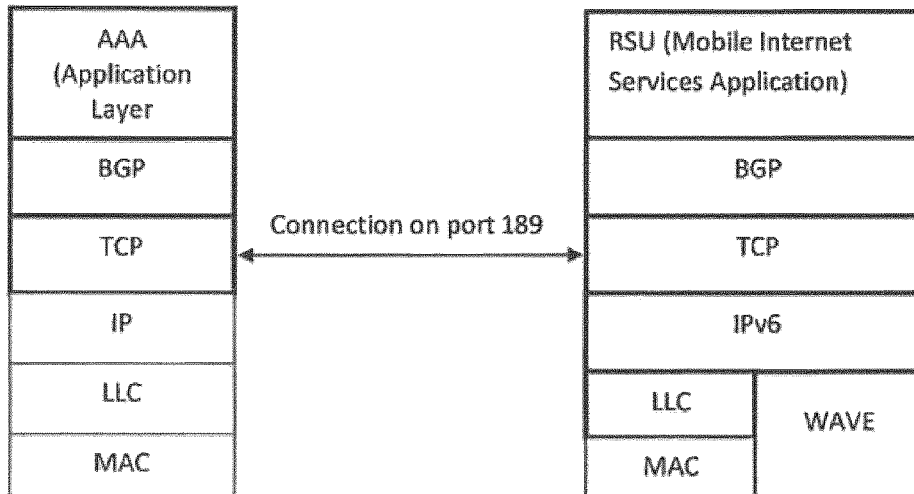 AAA
(Application
Layer
BGP
TCP
IP
LLC
MAC
Connection on port 189
RSU (Mobile Internet
Services Application)
BGP
TCP
IPv6
LLC
MAC
WAVE